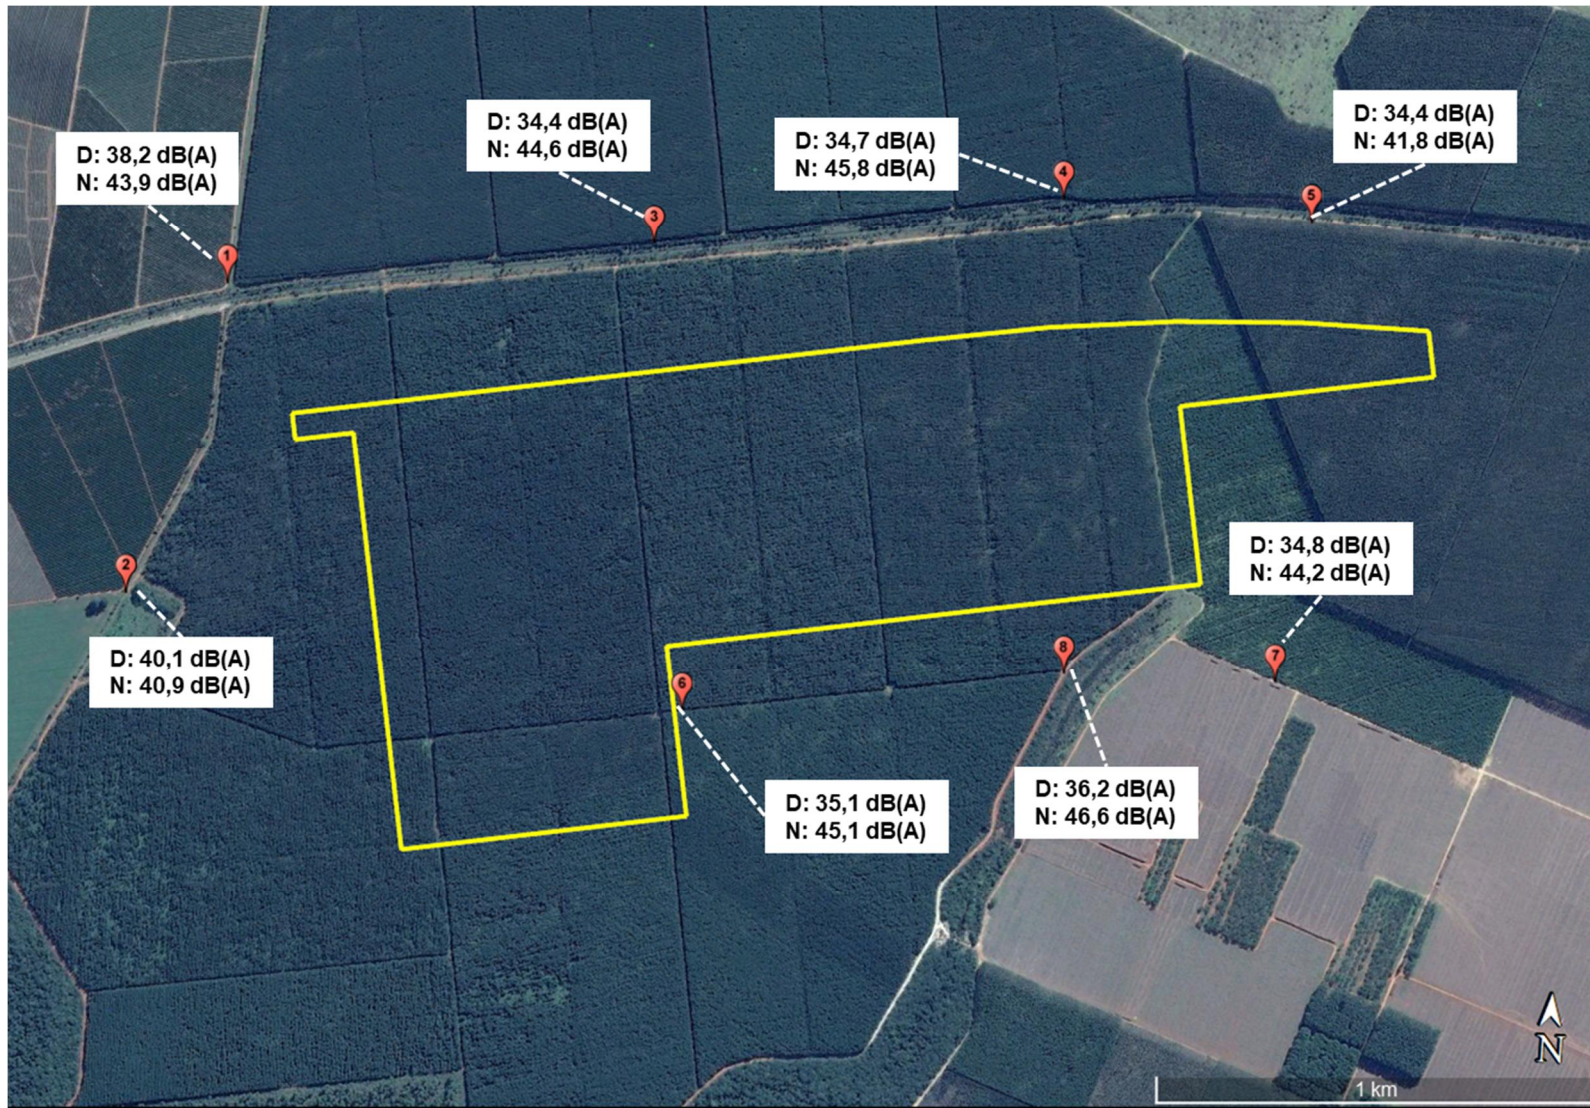 D: 34,4 dB(A)
N: 44,6 dB(A)
D: 34,7 dB(A)
N: 45,8 dB(A)
D: 34,4 dB(A)
N: 41,8 dB(A)
D: 38,2 dB(A)
N: 43,9 dB(A)
4
5
3
1
2
D: 34,8 dB(A)
N: 44,2 dB(A)
D: 40,1 dB(A)
N: 40,9 dB(A)
8
7
6
D: 35,1 dB(A)
N: 45,1 dB(A)
D: 36,2 dB(A)
N: 46,6 dB(A)
N
1 km